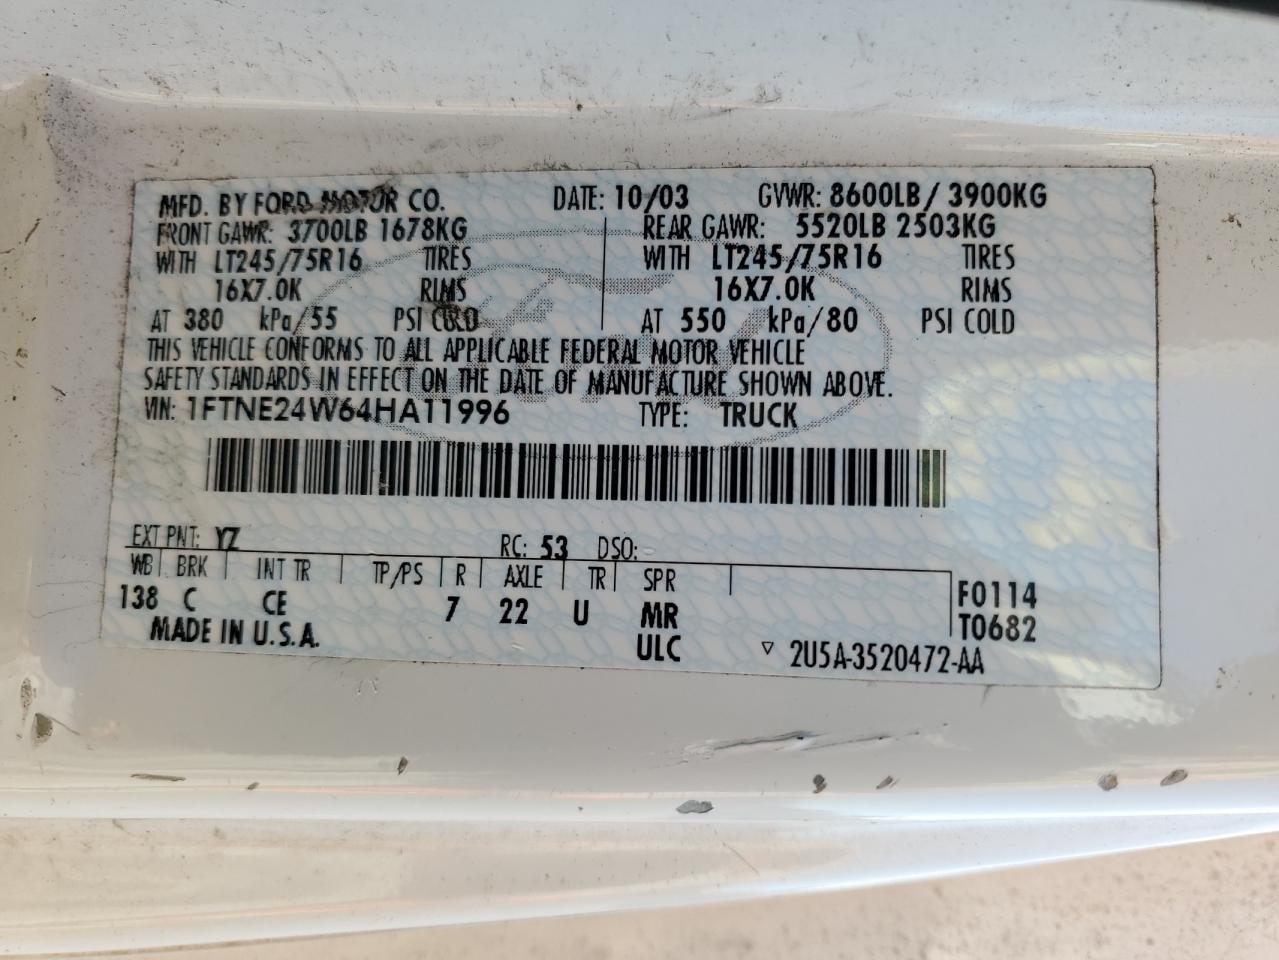 MFD. BY FORD MOTOR CO. DATE: 10/03 GVWR: 8600LB / 3900KG
FRONT GAWR: 3700LB 1678KG REAR GAWR: 5520LB 2503KG
WITH LT245/75R16 TIRES WITH LT245/75R16 TIRES
16X7.0K RIMS 16X7.0K RIMS
AT 380 kPa/55 PSI COLD AT 550 kPa/80 PSI COLD
THIS VEHICLE CONFORMS TO ALL APPLICABLE FEDERAL MOTOR VEHICLE
SAFETY STANDARDS IN EFFECT ON THE DATE OF MANUFACTURE SHOWN ABOVE.
VIN: 1FTNE24W64HA11996 TYPE: TRUCK
EXT PNT: YZ RC: 53 DSO:
WB BRK INT TR TP/PS R AXLE TR SPR F0114
138 C CE 7 22 U MR T0682
MADE IN U.S.A. ULC ▽ 2U5A-3520472-AA